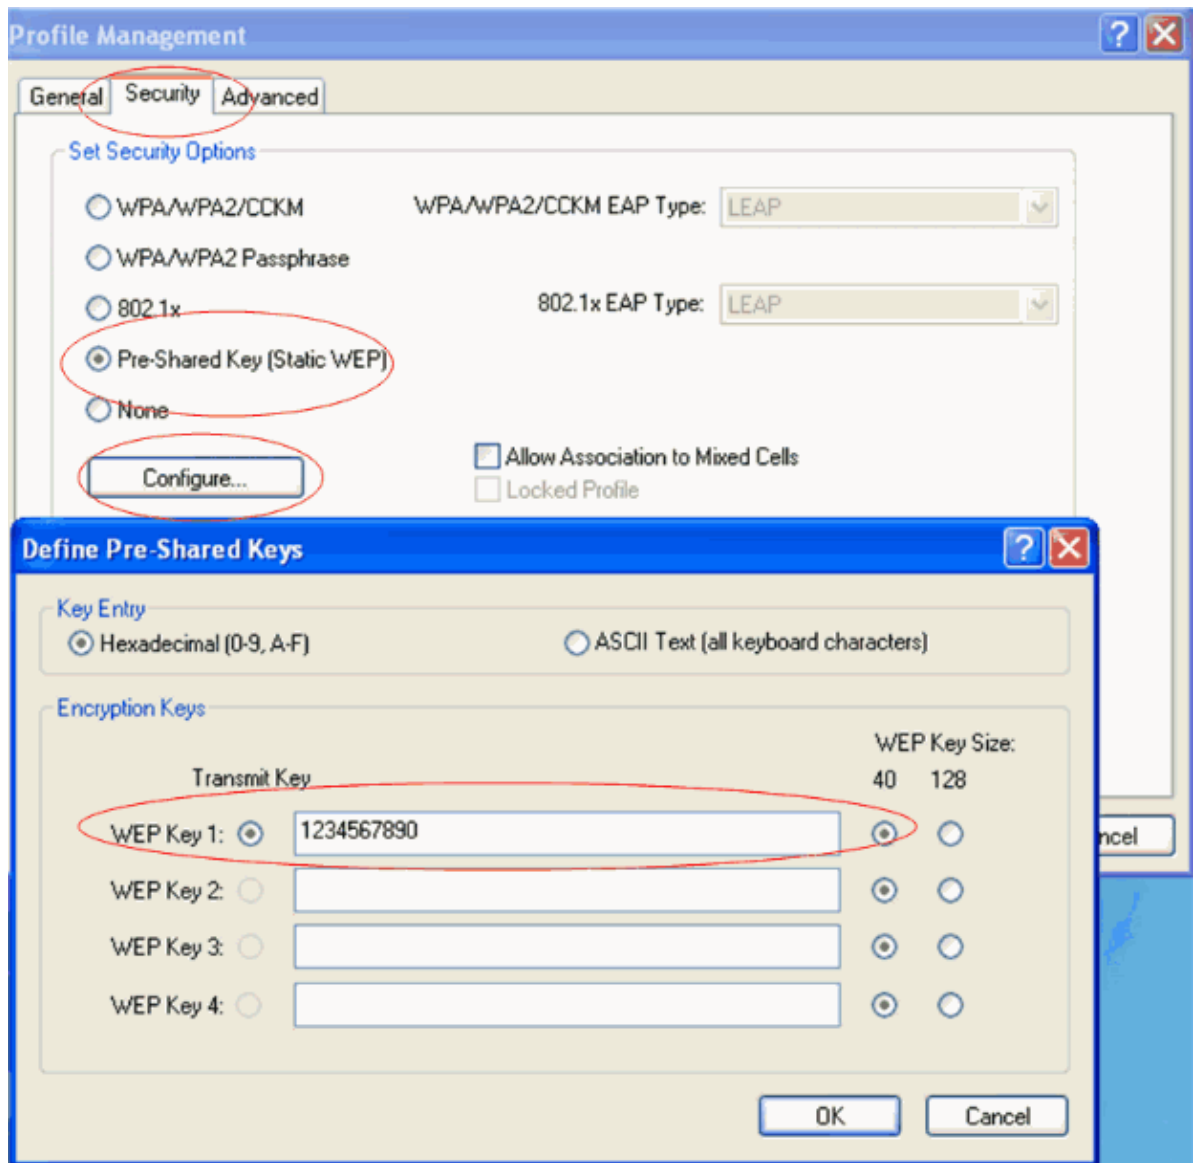 Profile Management
General Security Advanced
Set Security Options
WPA/WPA2/CCKM WPA/WPA2/CCKM EAP Type: LEAP
WPA/WPA2 Passphrase
802.1x 802.1x EAP Type: LEAP
Pre-Shared Key (Static WEP)
None
Allow Association to Mixed Cells
Configure...
Locked Profile
Define Pre-Shared Keys
Key Entry
Hexadecimal (0-9, A-F) ASCII Text (all keyboard characters)
Encryption Keys
WEP Key Size:
Transmit Key 40 128
WEP Key 1: 1234567890
ncel
WEP Key 2:
WEP Key 3:
WEP Key 4:
OK Cancel